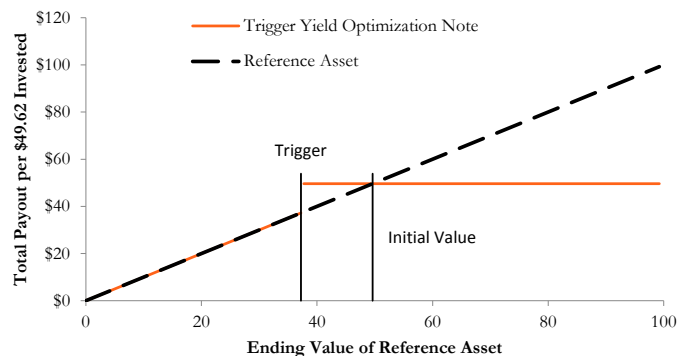 Total Payout per $49.62 Invested
$120
$100
$80
$60
$40
$20
$0
Trigger Yield Optimization Note
Reference Asset
Trigger
Initial Value
0 20 40 60 80 100
Ending Value of Reference Asset